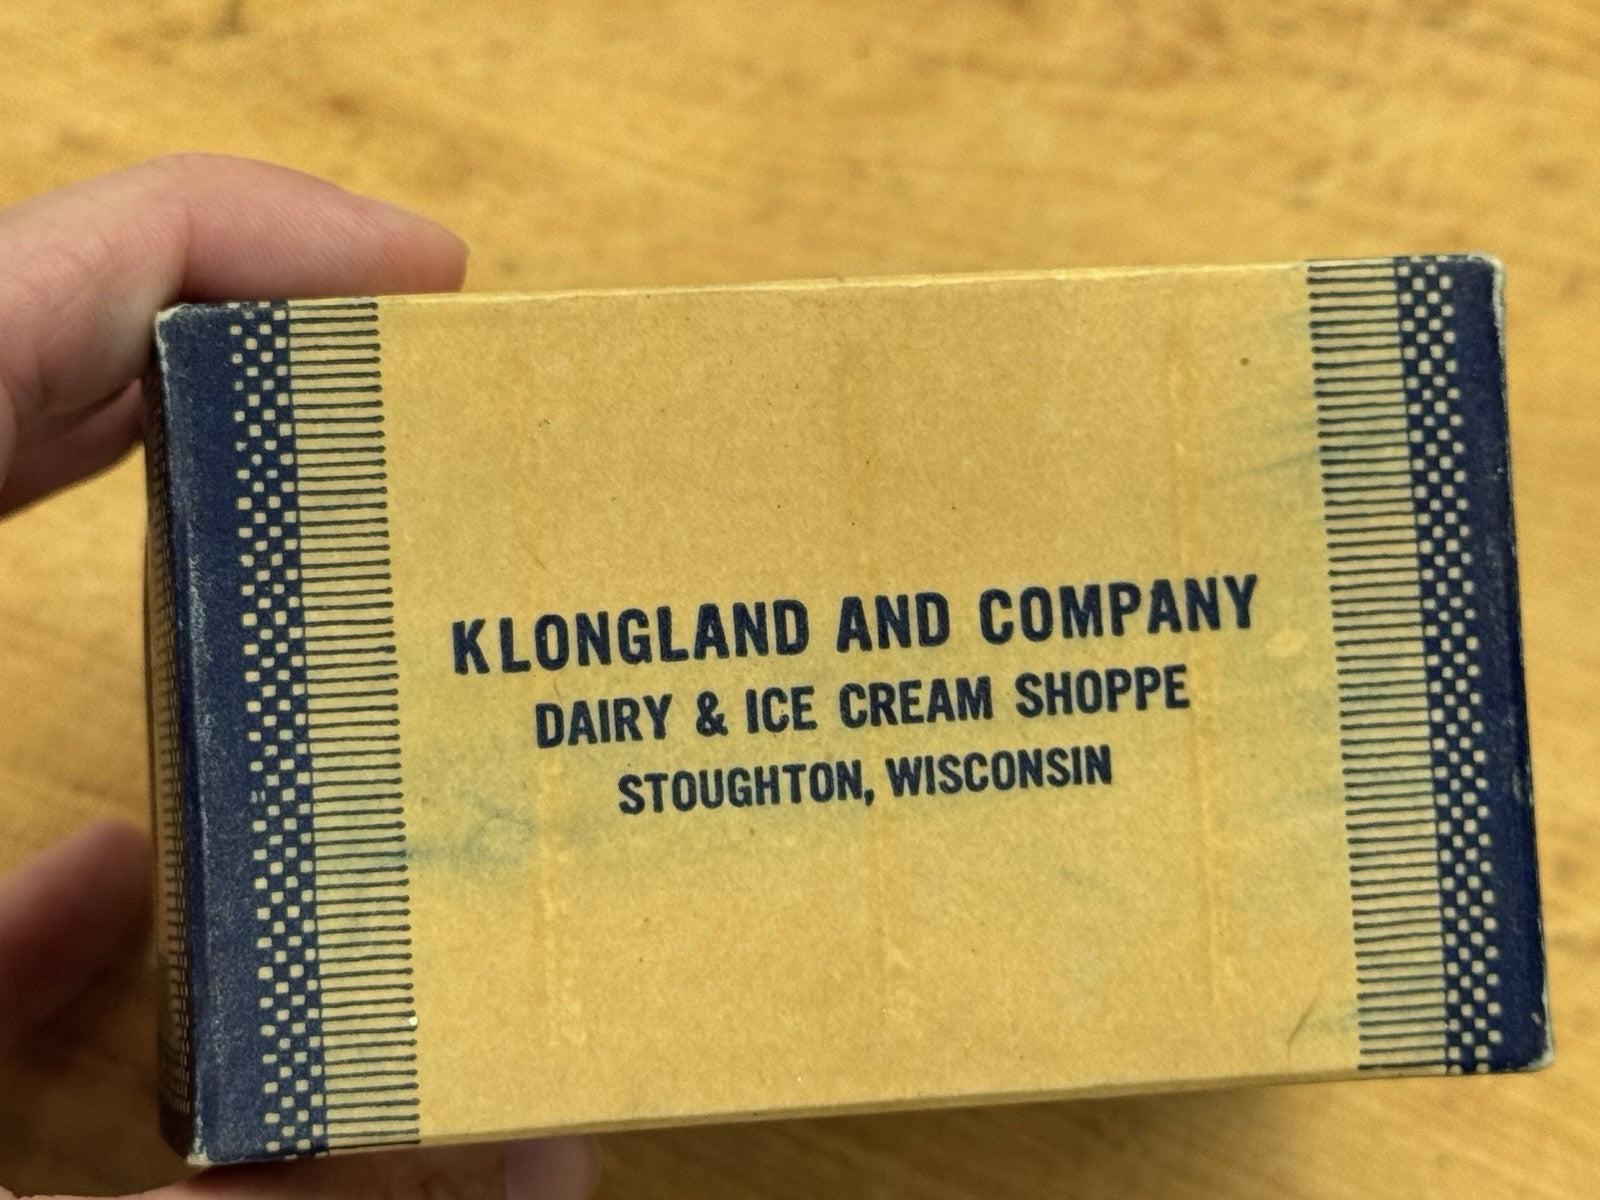 KLONGLAND AND COMPANY
DAIRY & ICE CREAM SHOPPE
STOUGHTON, WISCONSIN